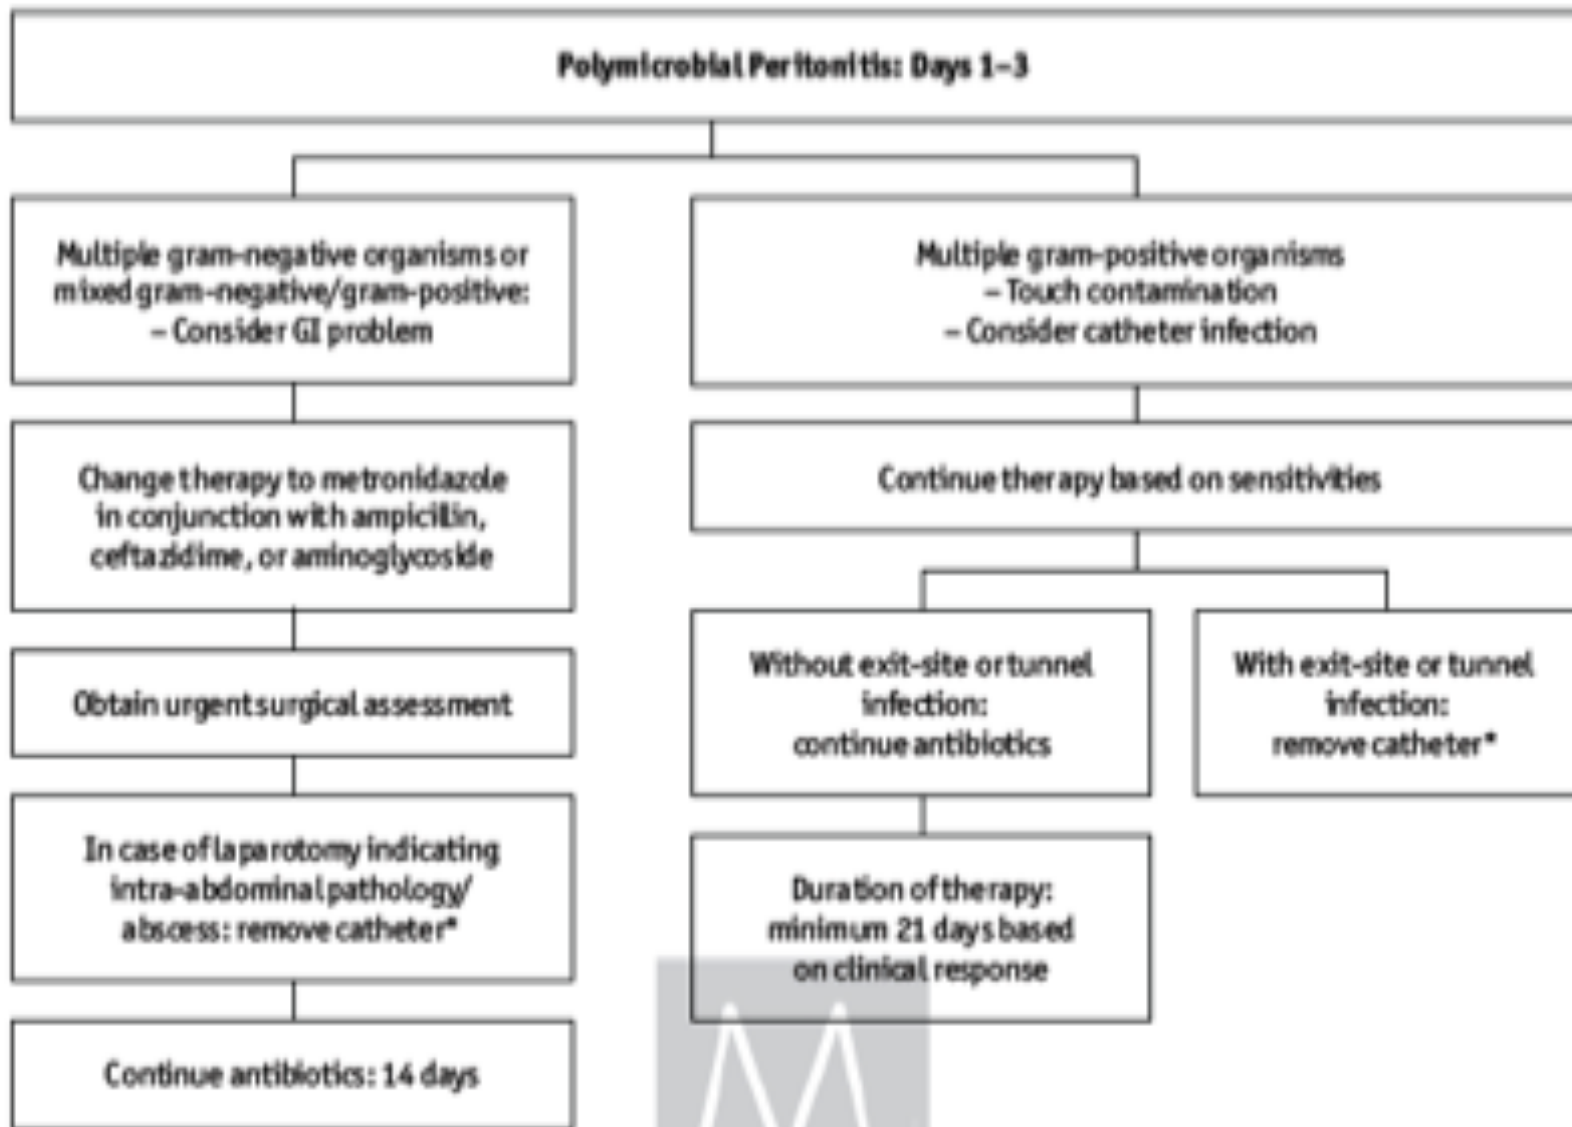 Polymicrobial Peritonitis: Days 1–3
Multiple gram-negative organisms or
mixed gram-negative/gram-positive:
– Consider GI problem
Change therapy to metronidazole
in conjunction with ampicillin,
ceftazidime, or aminoglycoside
Obtain urgent surgical assessment
In case of laparotomy indicating
intra-abdominal pathology/
abscess: remove catheter*
Continue antibiotics: 14 days
Multiple gram-positive organisms
– Touch contamination
– Consider catheter infection
Continue therapy based on sensitivities
Without exit-site or tunnel
infection:
continue antibiotics
Duration of therapy:
minimum 21 days based
on clinical response
With exit-site or tunnel
infection:
remove catheter*